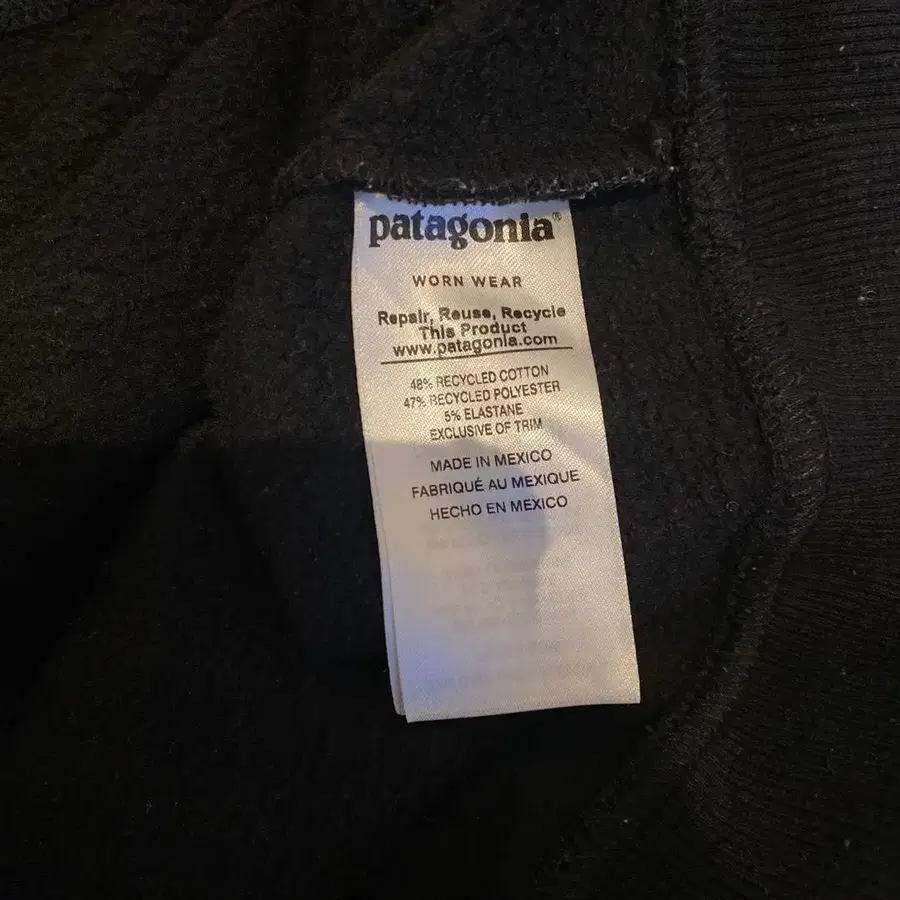 patagonia®
WORN WEAR
Repair, Reuse, Recycle
This Product
www.patagonia.com
48% RECYCLED COTTON
47% RECYCLED POLYESTER
5% ELASTANE
EXCLUSIVE OF TRIM
MADE IN MEXICO
FABRIQUÉ AU MEXIQUE
HECHO EN MEXICO